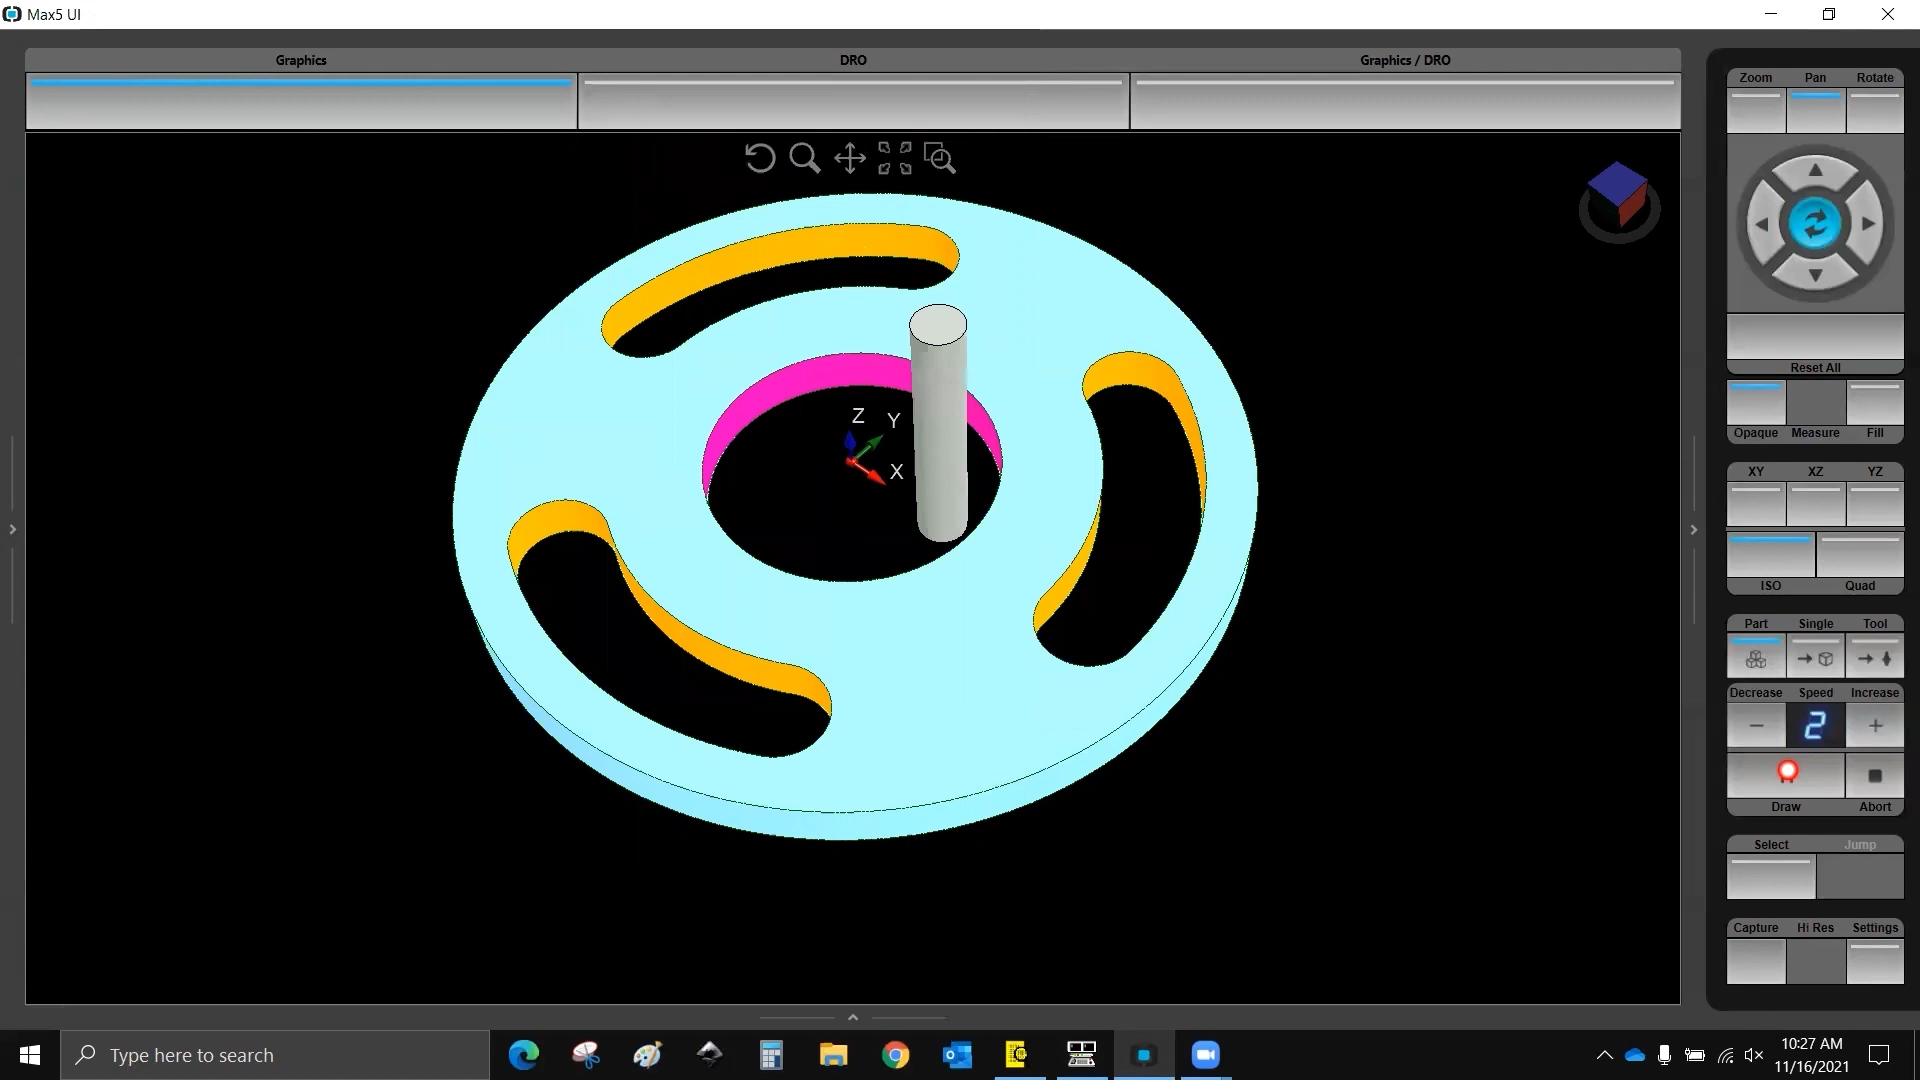 Max5 UI
Graphics DRO Graphics / DRO
Zoom Pan Rotate
Z Y
X
Reset All
Opaque Measure Fill
XY XZ YZ
ISO Quad
Part Single Tool
Decrease Speed Increase
− 2 +
Draw Abort
Select Jump
Capture Hi Res Settings
Type here to search
10:27 AM
11/16/2021